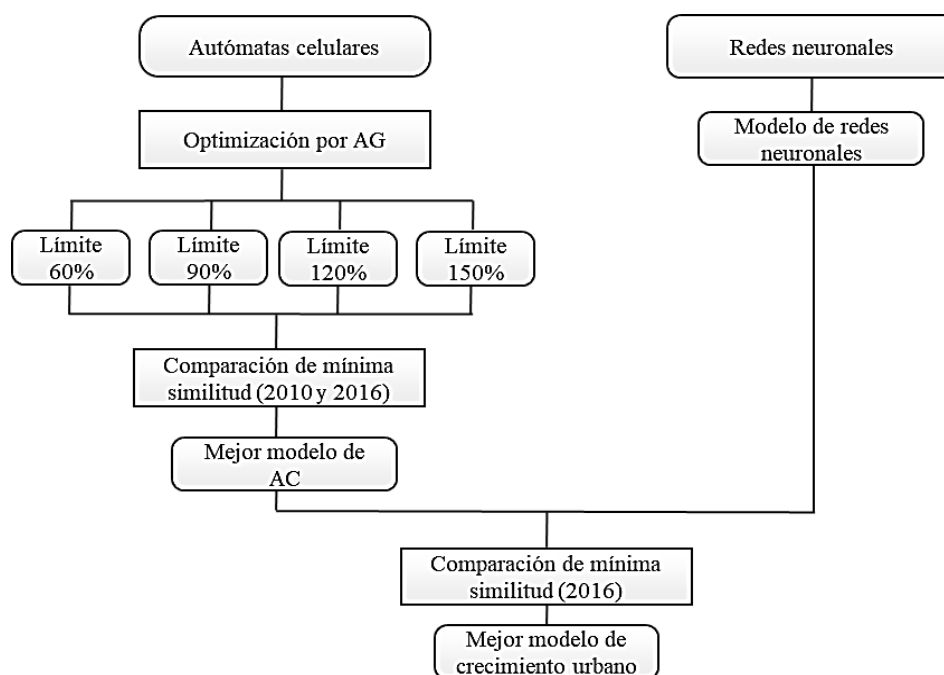 Autómatas celulares
Redes neuronales
Optimización por AG
Modelo de redes
neuronales
Límite
60%
Límite
90%
Límite
120%
Límite
150%
Comparación de mínima
similitud (2010 y 2016)
Mejor modelo de
AC
Comparación de mínima
similitud (2016)
Mejor modelo de
crecimiento urbano